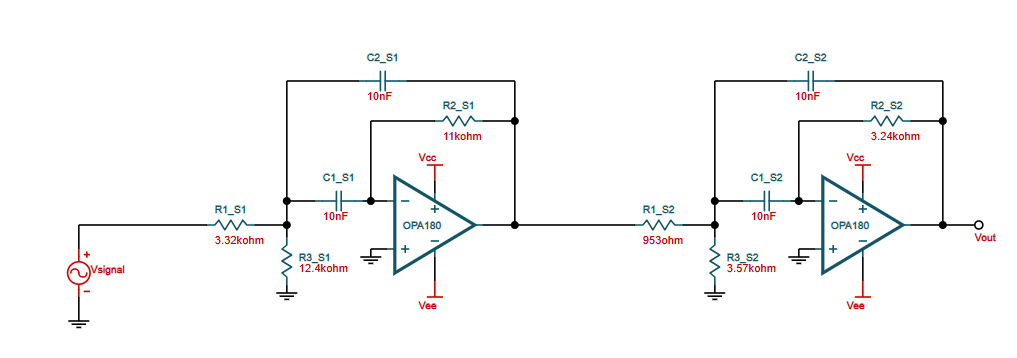 C2_S1
10nF
R2_S1
11kohm
Vcc
C1_S1
10nF
R1_S1
3.32kohm
OPA180
R3_S1
12.4kohm
Vsignal
Vee
C2_S2
10nF
R2_S2
3.24kohm
Vcc
C1_S2
10nF
R1_S2
953ohm
OPA180
R3_S2
3.57kohm
Vee
Vout